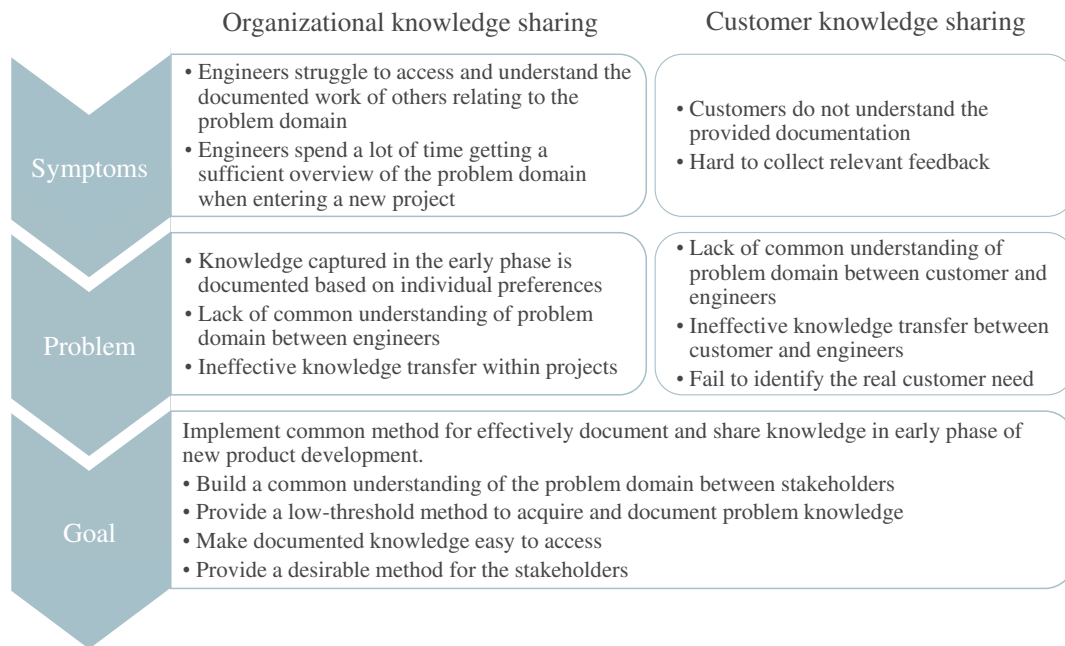 Organizational knowledge sharing
Customer knowledge sharing
Symptoms
• Engineers struggle to access and understand the
documented work of others relating to the
problem domain
• Engineers spend a lot of time getting a
sufficient overview of the problem domain
when entering a new project
• Customers do not understand the
provided documentation
• Hard to collect relevant feedback
Problem
• Knowledge captured in the early phase is
documented based on individual preferences
• Lack of common understanding of problem
domain between engineers
• Ineffective knowledge transfer within projects
• Lack of common understanding of
problem domain between customer and
engineers
• Ineffective knowledge transfer between
customer and engineers
• Fail to identify the real customer need
Goal
Implement common method for effectively document and share knowledge in early phase of
new product development.
• Build a common understanding of the problem domain between stakeholders
• Provide a low-threshold method to acquire and document problem knowledge
• Make documented knowledge easy to access
• Provide a desirable method for the stakeholders